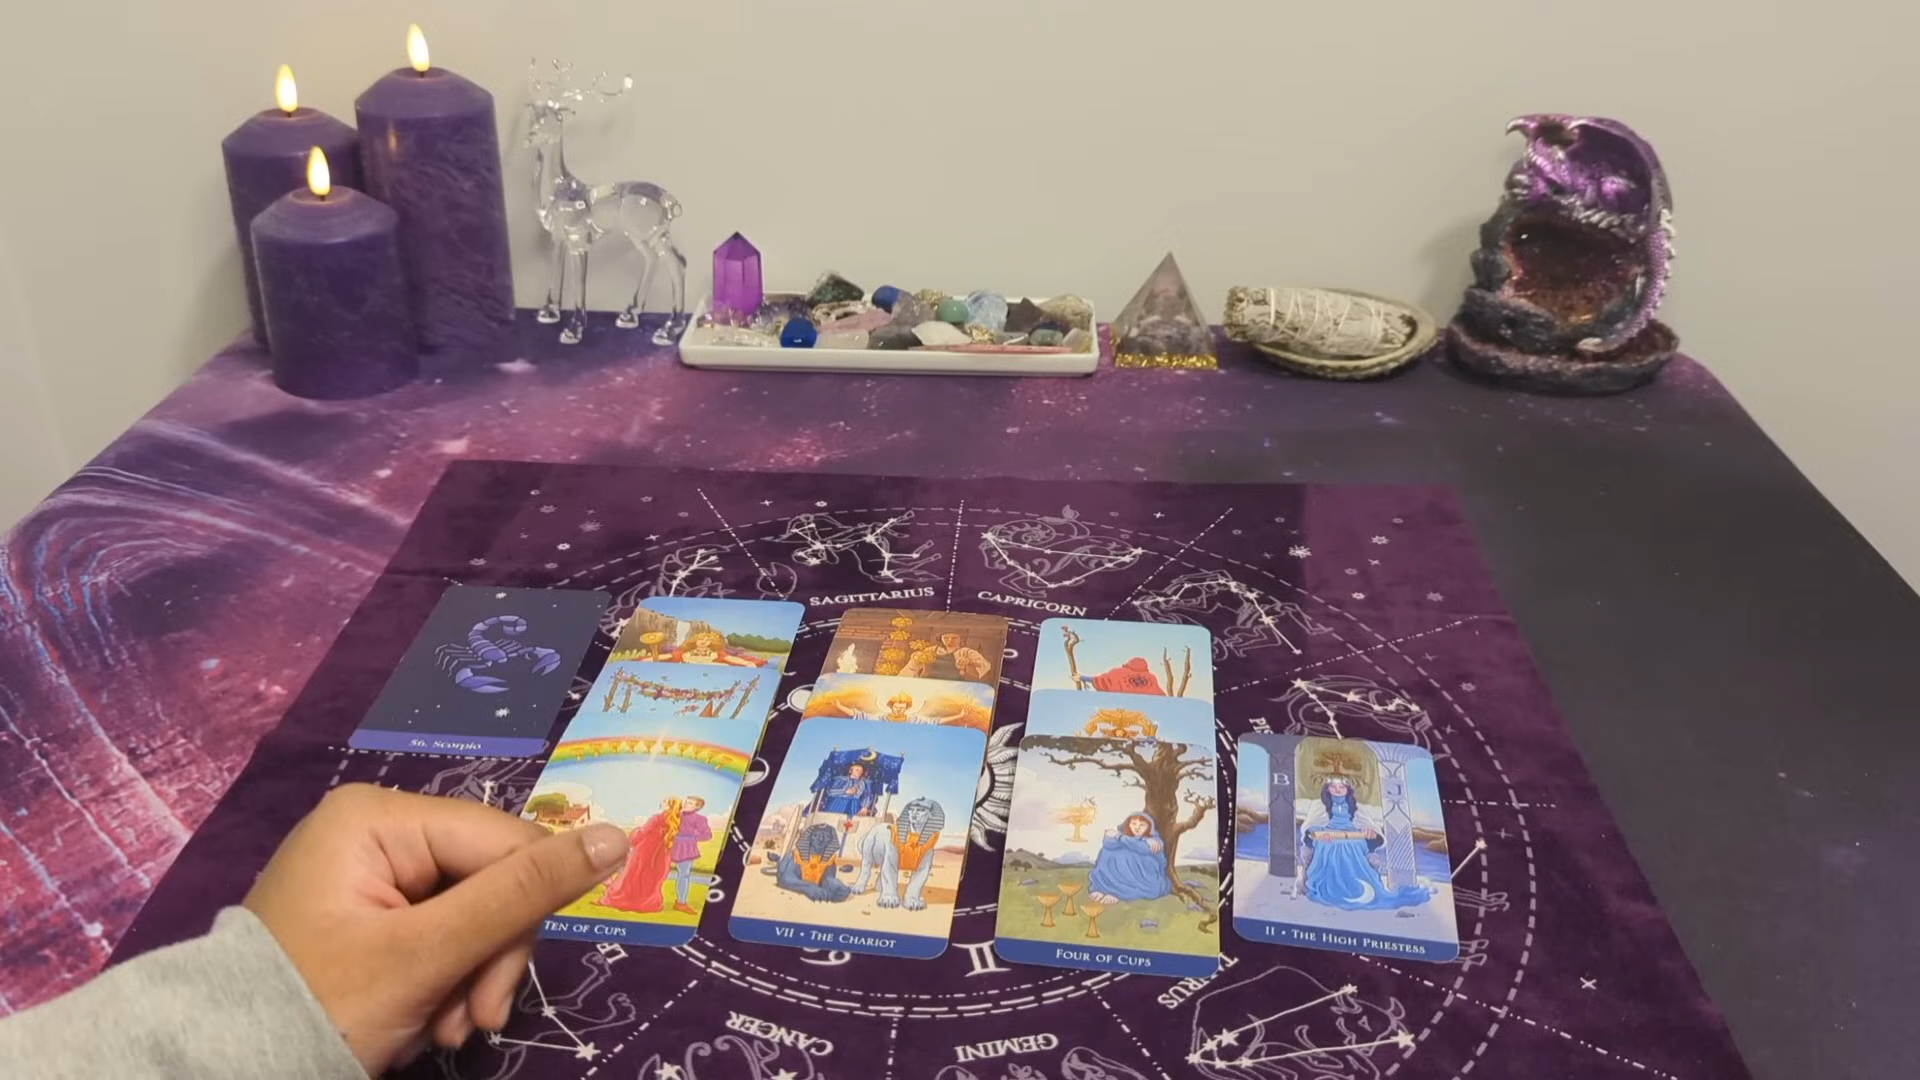 SAGITTARIUS
CAPRICORN
56. Scorpio
B
J
TEN OF CUPS
VII • THE CHARIOT
FOUR OF CUPS
II • THE HIGH PRIESTESS
CANCER
GEMINI